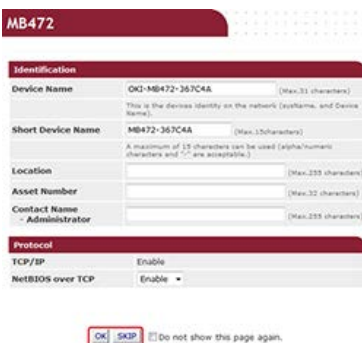 MB472
Identification
Device Name OKI-MB472-367C4A (Max.31 characters)
This is the devices identity on the network (sysName, and Device
Name).
Short Device Name MB472-367C4A (Max.15characters)
A maximum of 15 characters can be used (alpha/numeric
characters and "-" are acceptable.)
Location (Max.255 characters)
Asset Number (Max.32 characters)
Contact Name (Max.255 characters)
- Administrator
Protocol
TCP/IP Enable
NetBIOS over TCP Enable
OK SKIP Do not show this page again.